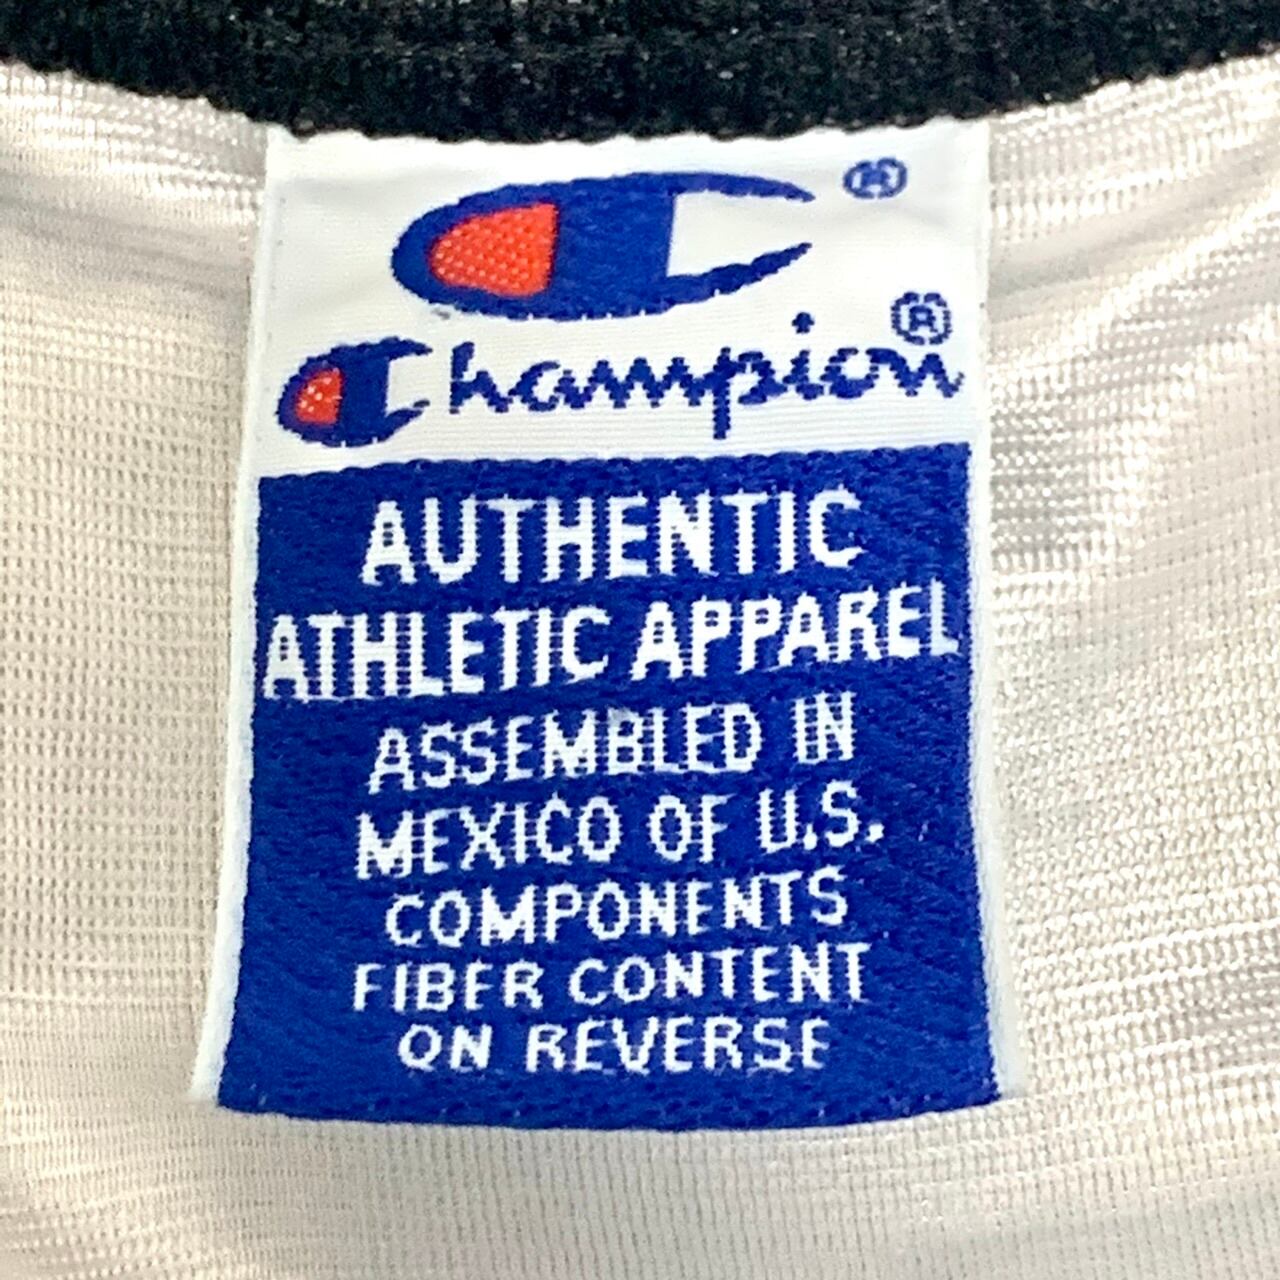 ®
Champion®
AUTHENTIC
ATHLETIC APPAREL
ASSEMBLED IN
MEXICO OF U.S.
COMPONENTS
FIBER CONTENT
ON REVERSE